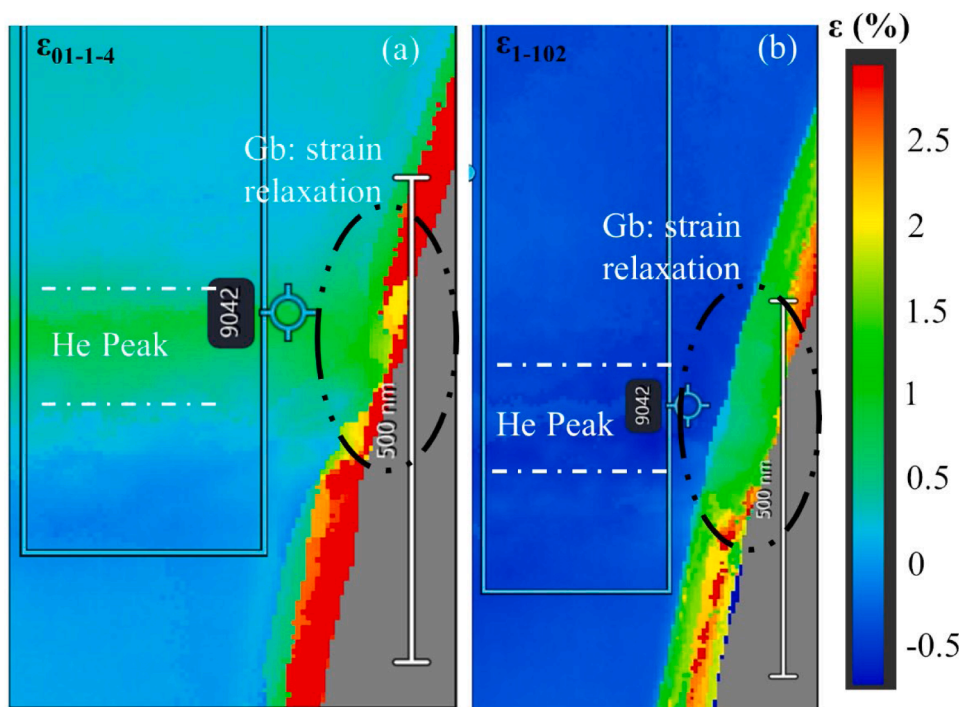 ε01-1-4
(a)
Gb: strain
relaxation
9042
He Peak
500 nm
ε1-102
(b)
Gb: strain
relaxation
9042
He Peak
500 nm
ε (%)
2.5
2
1.5
1
0.5
0
-0.5